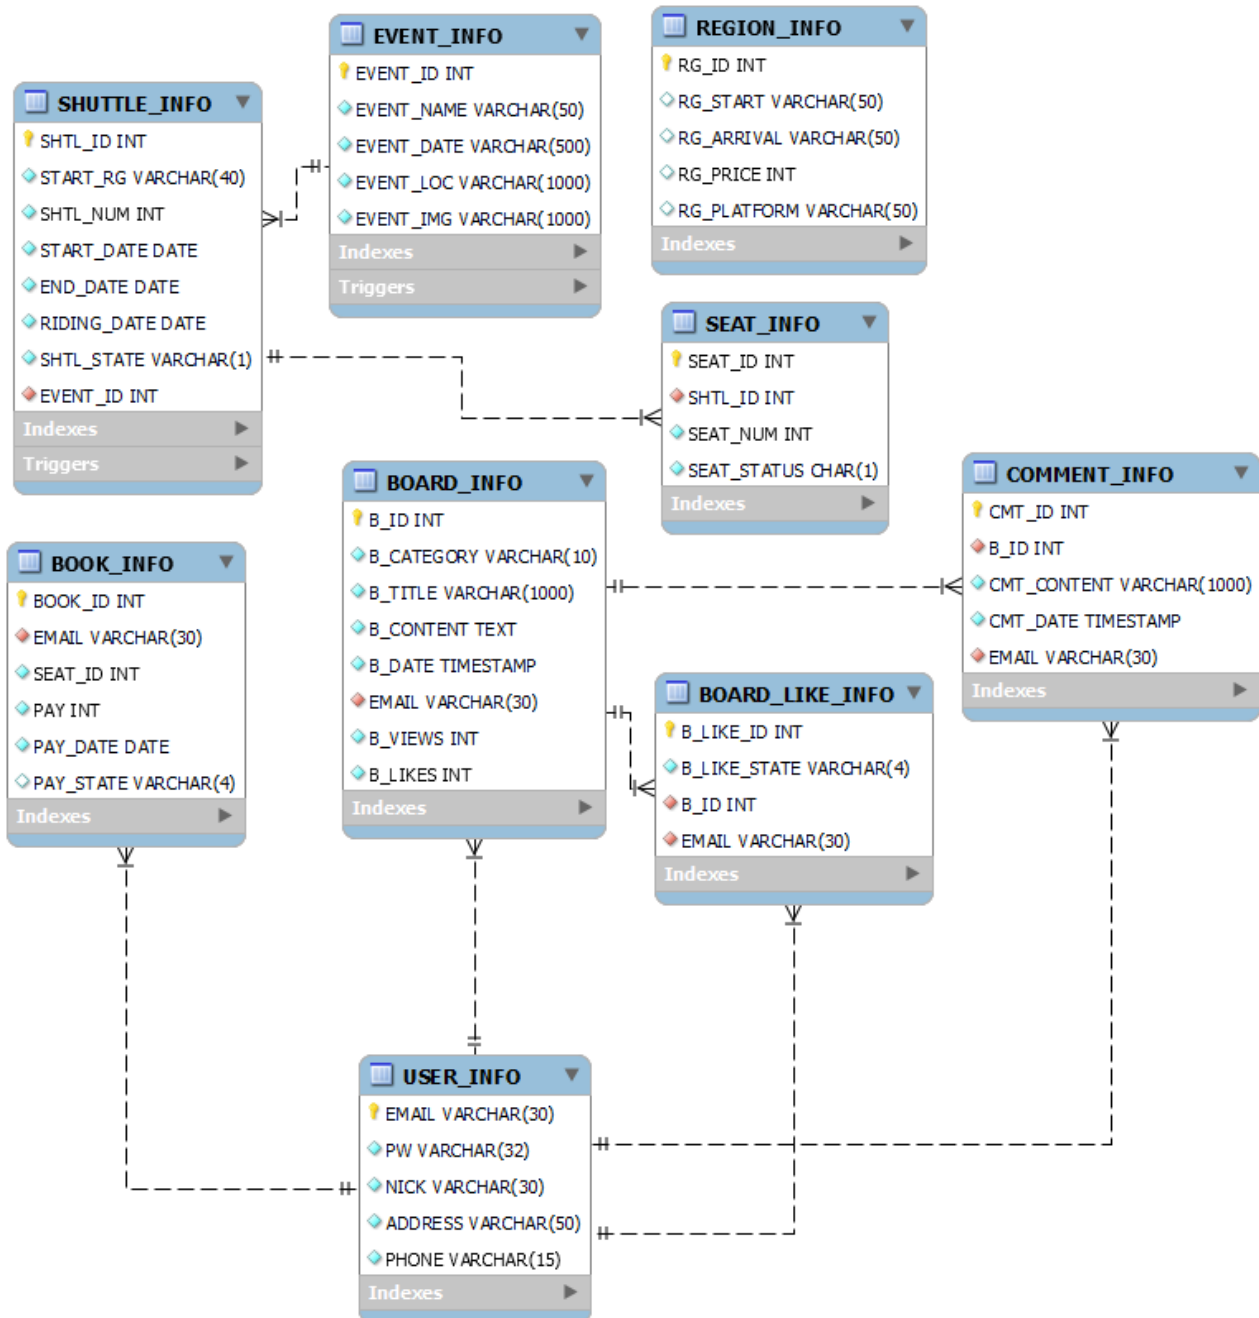 EVENT_INFO
EVENT_ID INT
EVENT_NAME VARCHAR(50)
EVENT_DATE VARCHAR(500)
EVENT_LOC VARCHAR(1000)
EVENT_IMG VARCHAR(1000)
Indexes
Triggers
REGION_INFO
RG_ID INT
RG_START VARCHAR(50)
RG_ARRIVAL VARCHAR(50)
RG_PRICE INT
RG_PLATFORM VARCHAR(50)
Indexes
SHUTTLE_INFO
SHTL_ID INT
START_RG VARCHAR(40)
SHTL_NUM INT
START_DATE DATE
END_DATE DATE
RIDING_DATE DATE
SHTL_STATE VARCHAR(1)
EVENT_ID INT
Indexes
Triggers
SEAT_INFO
SEAT_ID INT
SHTL_ID INT
SEAT_NUM INT
SEAT_STATUS CHAR(1)
Indexes
BOARD_INFO
B_ID INT
B_CATEGORY VARCHAR(10)
B_TITLE VARCHAR(1000)
B_CONTENT TEXT
B_DATE TIMESTAMP
EMAIL VARCHAR(30)
B_VIEWS INT
B_LIKES INT
Indexes
COMMENT_INFO
CMT_ID INT
B_ID INT
CMT_CONTENT VARCHAR(1000)
CMT_DATE TIMESTAMP
EMAIL VARCHAR(30)
Indexes
BOOK_INFO
BOOK_ID INT
EMAIL VARCHAR(30)
SEAT_ID INT
PAY INT
PAY_DATE DATE
PAY_STATE VARCHAR(4)
Indexes
BOARD_LIKE_INFO
B_LIKE_ID INT
B_LIKE_STATE VARCHAR(4)
B_ID INT
EMAIL VARCHAR(30)
Indexes
USER_INFO
EMAIL VARCHAR(30)
PW VARCHAR(32)
NICK VARCHAR(30)
ADDRESS VARCHAR(50)
PHONE VARCHAR(15)
Indexes